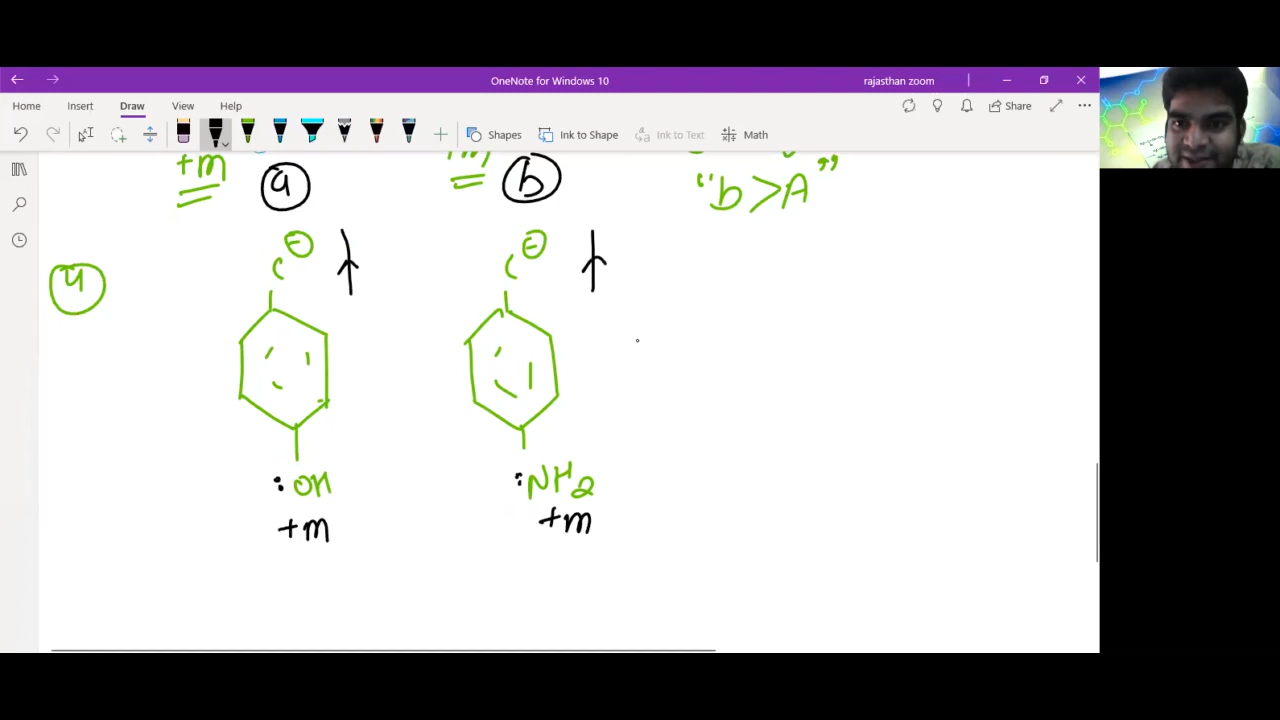 OneNote for Windows 10
rajasthan zoom
Home Insert Draw View Help
Share
Shapes Ink to Shape Ink to Text Math
+m a +m b "b > A"
4
C ⊖ C ⊖
:OH :NH2
+m +m